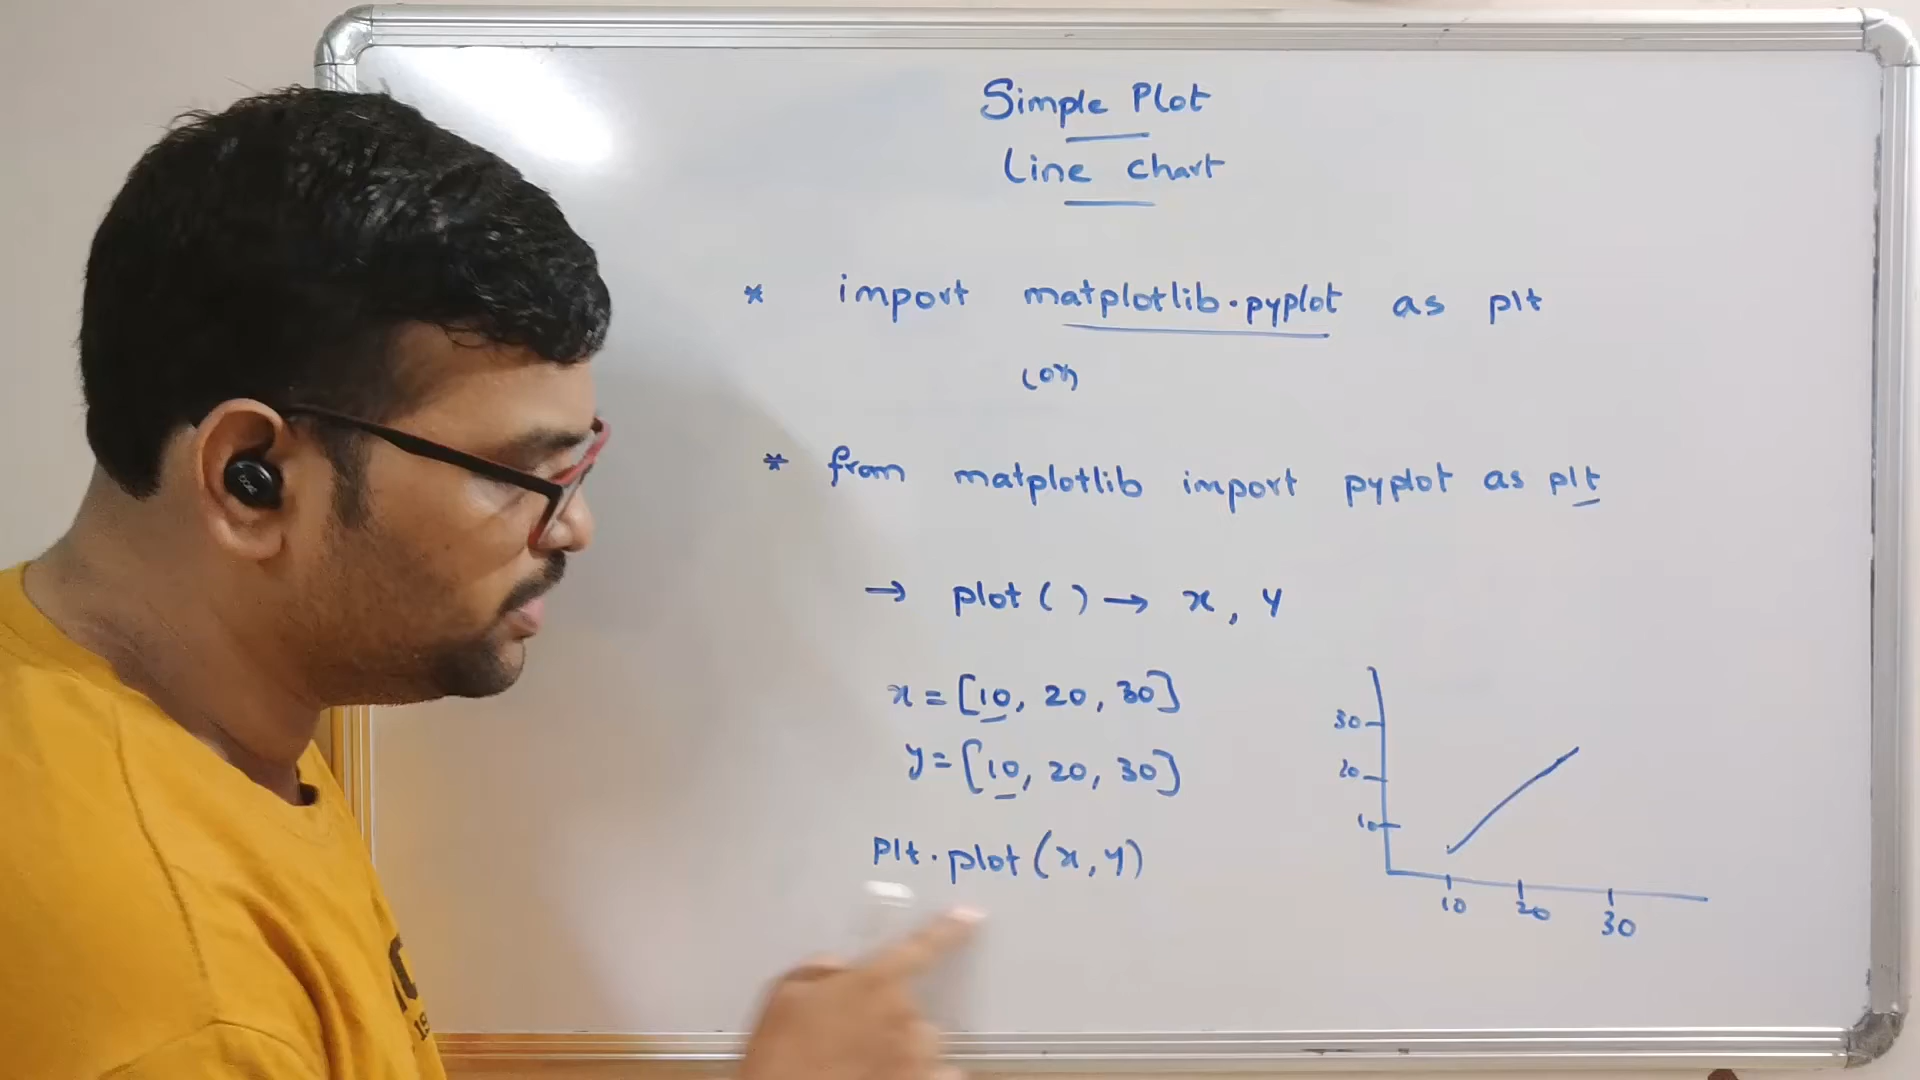 Simple Plot
Line chart
* import matplotlib.pyplot as plt
(or)
* from matplotlib import pyplot as plt
→ plot ( ) → x, y
x = [10, 20, 30]
y = [10, 20, 30]
plt.plot(x, y)
30
20
10
10 20 30